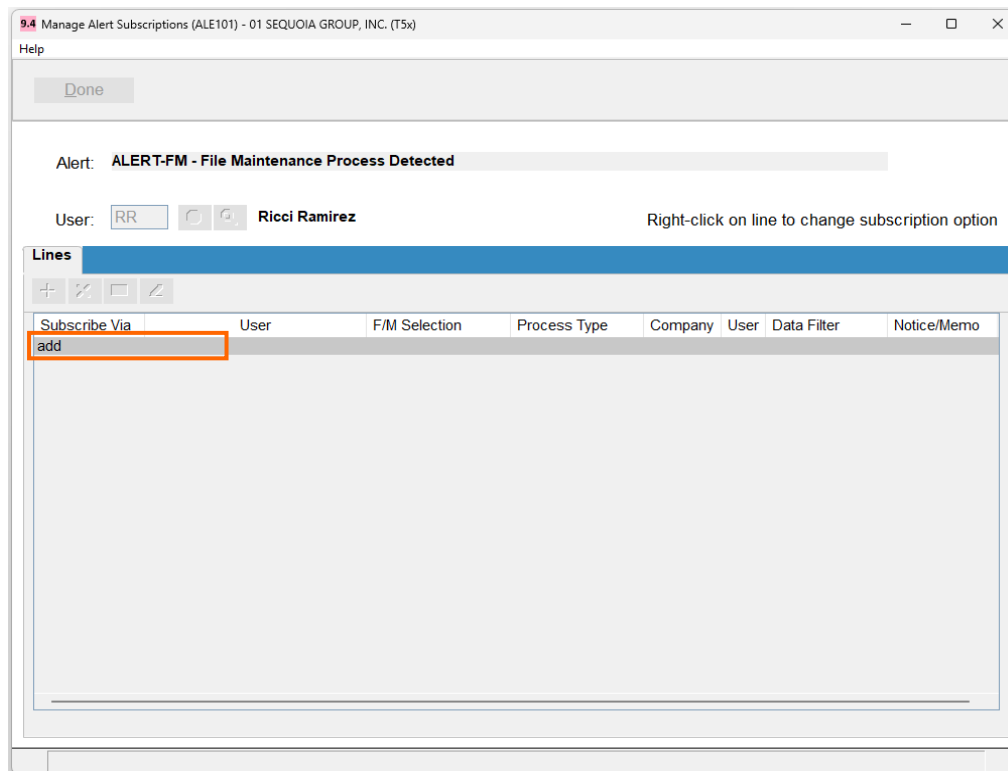 9.4 Manage Alert Subscriptions (ALE101) - 01 SEQUOIA GROUP, INC. (T5x)
Help
Done
Alert: ALERT-FM - File Maintenance Process Detected
User: RR Ricci Ramirez Right-click on line to change subscription option
Lines
Subscribe Via User F/M Selection Process Type Company User Data Filter Notice/Memo
add